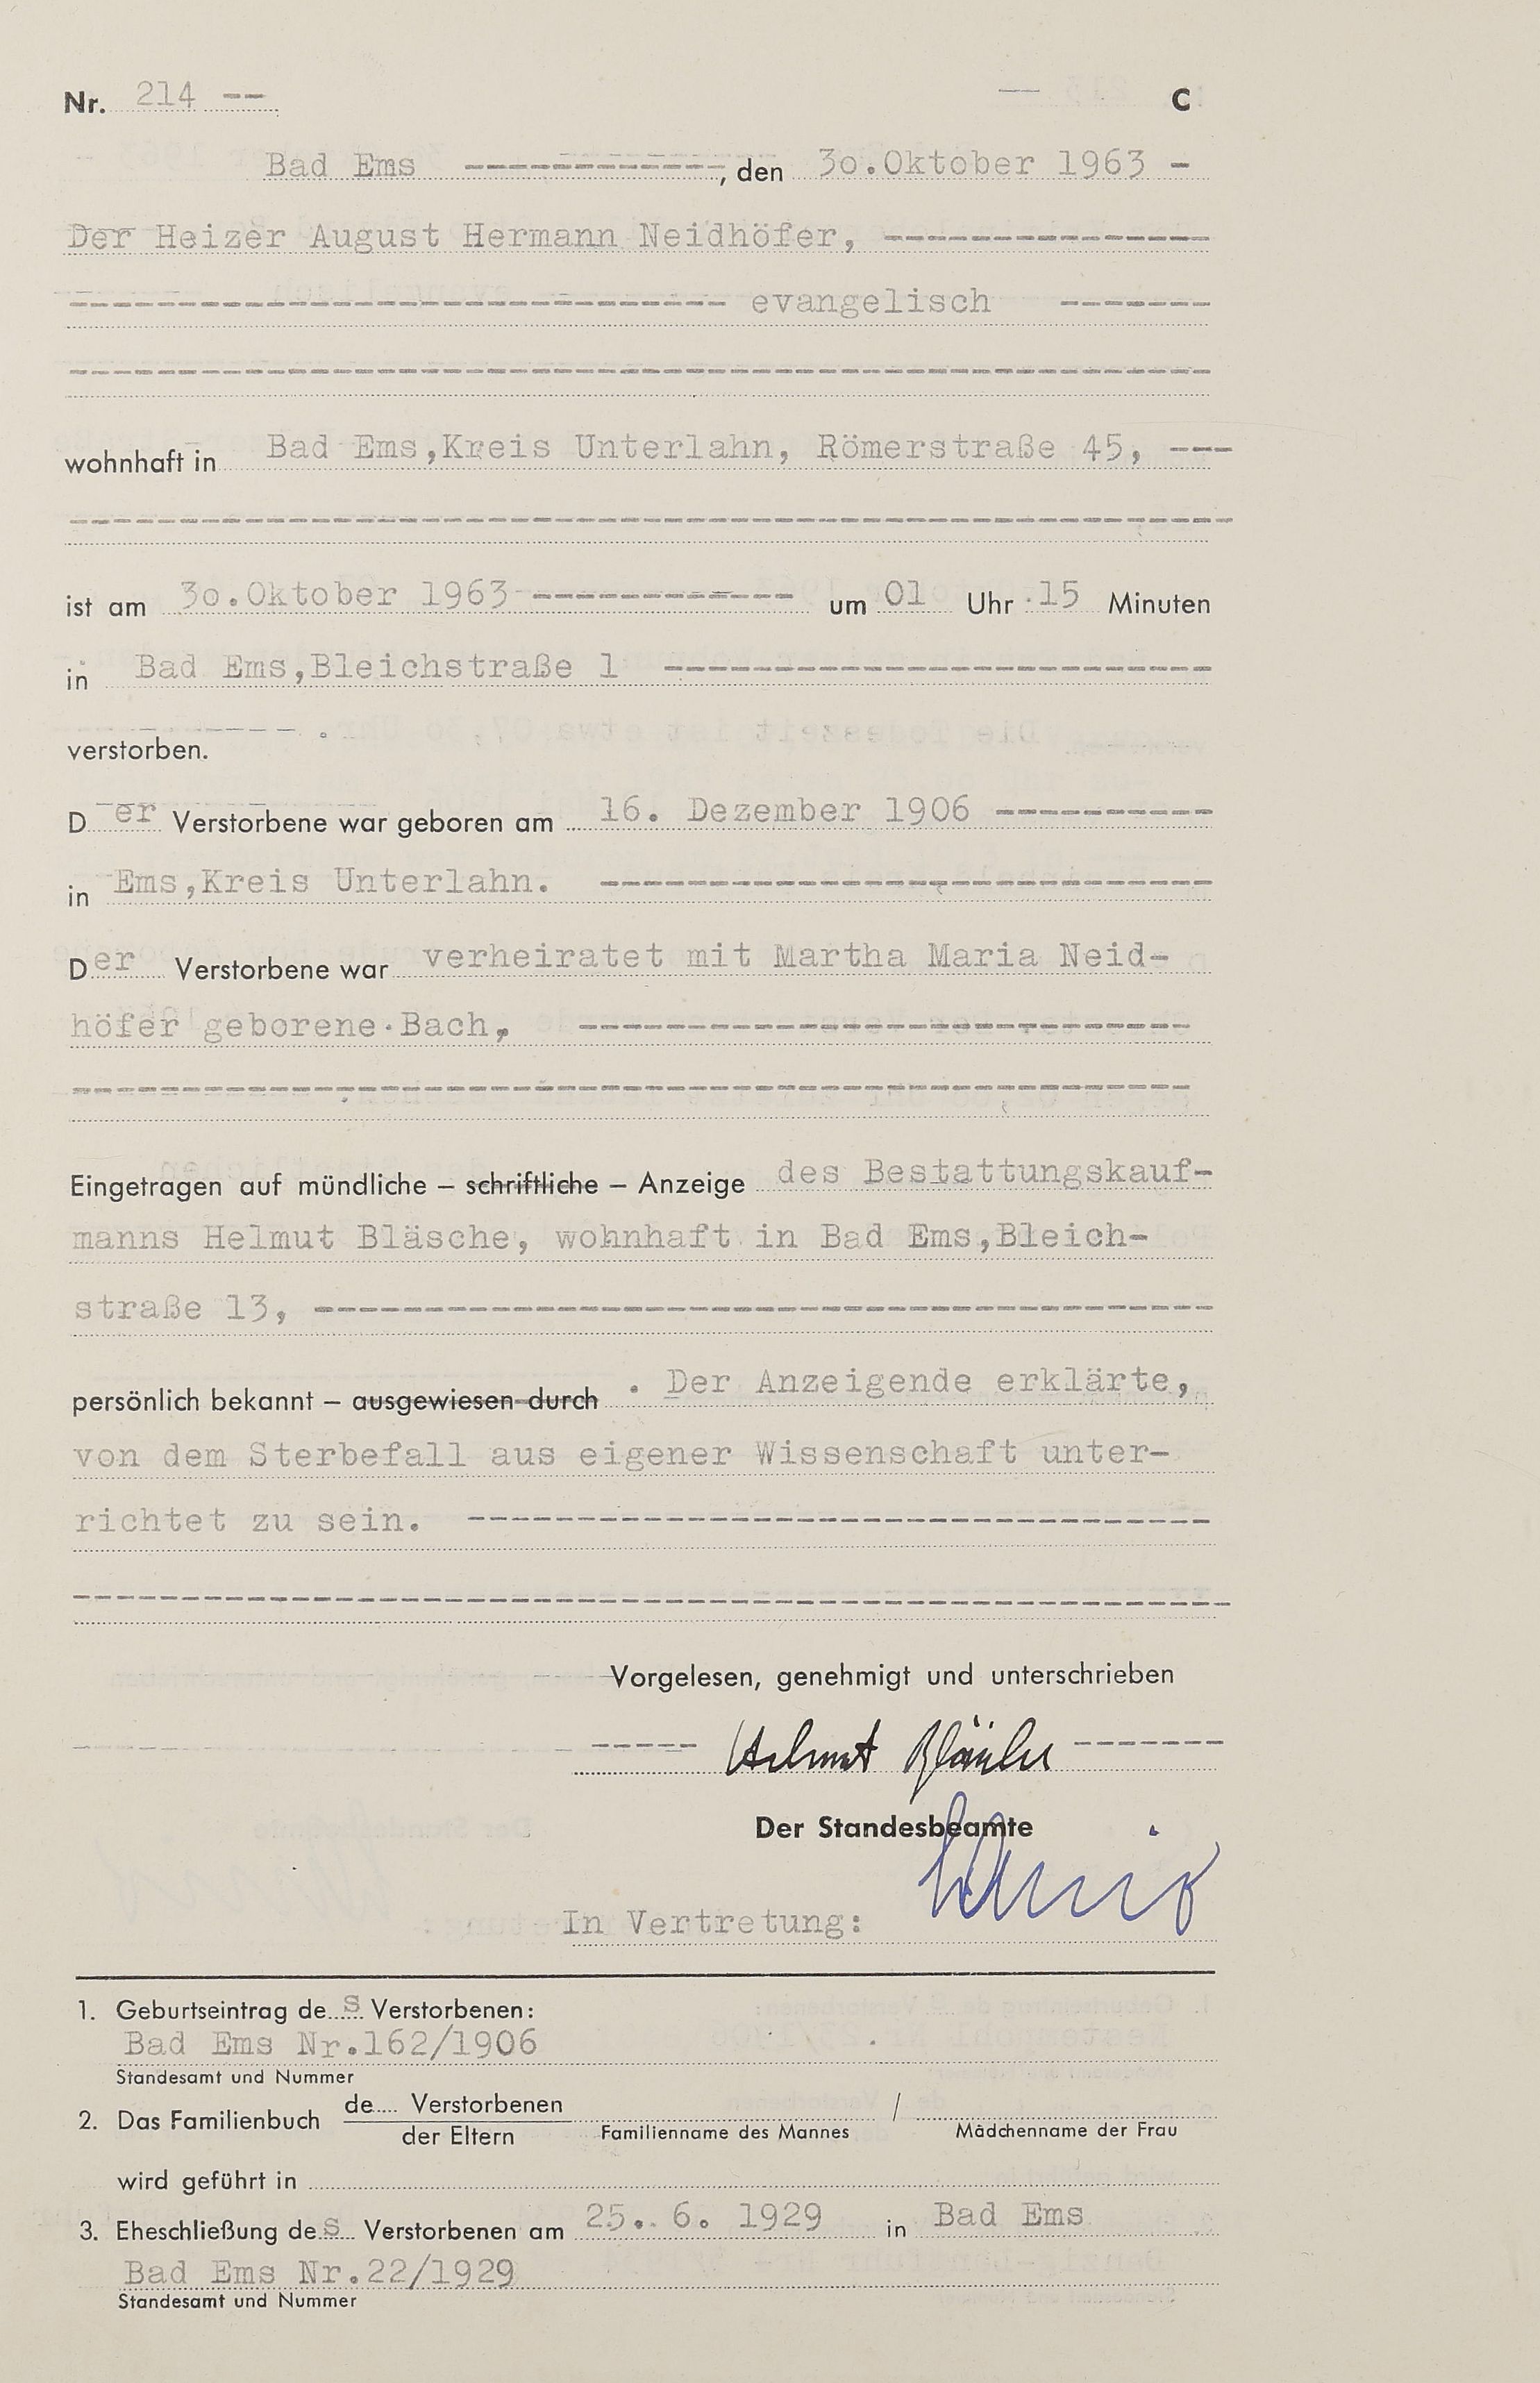 Nr. 214 -- C
Bad Ems ------------, den 30.Oktober 1963 -
Der Heizer August Hermann Neidhöfer, ---------------
------------------------------ evangelisch -------
----------------------------------------------------
wohnhaft in Bad Ems,Kreis Unterlahn, Römerstraße 45, ---
-----------------------------------------------------
ist am 30.Oktober 1963 ------------ um 01 Uhr 15 Minuten
in Bad Ems,Bleichstraße 1 -------------------------
verstorben.
Der Verstorbene war geboren am 16. Dezember 1906 ----------
in Ems,Kreis Unterlahn. ----------------------------
Der Verstorbene war verheiratet mit Martha Maria Neid-
höfer geborene Bach, ----------------------------
---------------------------------------------------
Eingetragen auf mündliche – schriftliche – Anzeige des Bestattungskauf-
manns Helmut Bläsche, wohnhaft in Bad Ems,Bleich-
straße 13, -----------------------------------------
persönlich bekannt – ausgewiesen durch . Der Anzeigende erklärte,
von dem Sterbefall aus eigener Wissenschaft unter-
richtet zu sein. ----------------------------------
-----------------------------------------------------
Vorgelesen, genehmigt und unterschrieben
----- Helmut Bläsche -------
Der Standesbeamte
In Vertretung:
1. Geburtseintrag des Verstorbenen:
Bad Ems Nr.162/1906
Standesamt und Nummer
2. Das Familienbuch de.... Verstorbenen /
der Eltern Familienname des Mannes Mädchenname der Frau
wird geführt in
3. Eheschließung des Verstorbenen am 25. 6. 1929 in Bad Ems
Bad Ems Nr.22/1929
Standesamt und Nummer